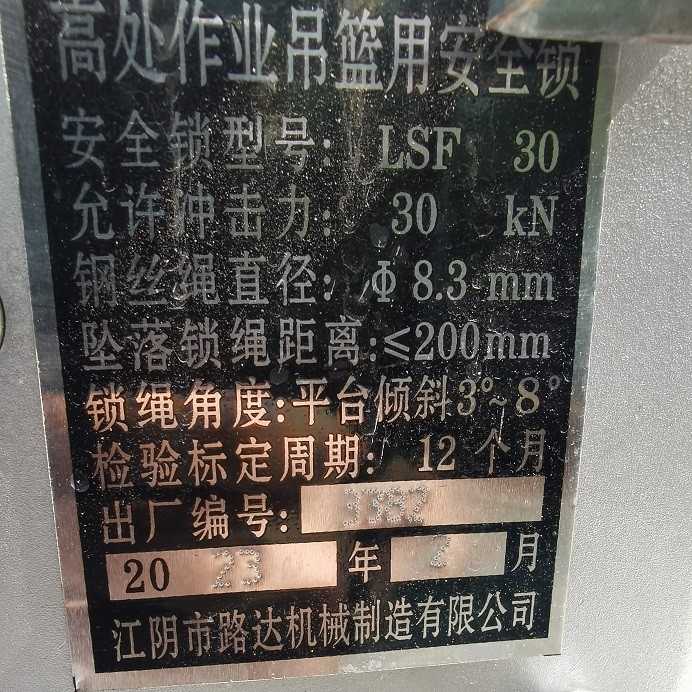 高处作业吊篮用安全锁
安全锁型号: LSF 30
允许冲击力: 30 kN
钢丝绳直径: Φ 8.3 mm
坠落锁绳距离:≤200mm
锁绳角度:平台倾斜3°~8°
检验标定周期: 12 个月
出厂编号: 3392
20 23 年 2 月
江阴市路达机械制造有限公司